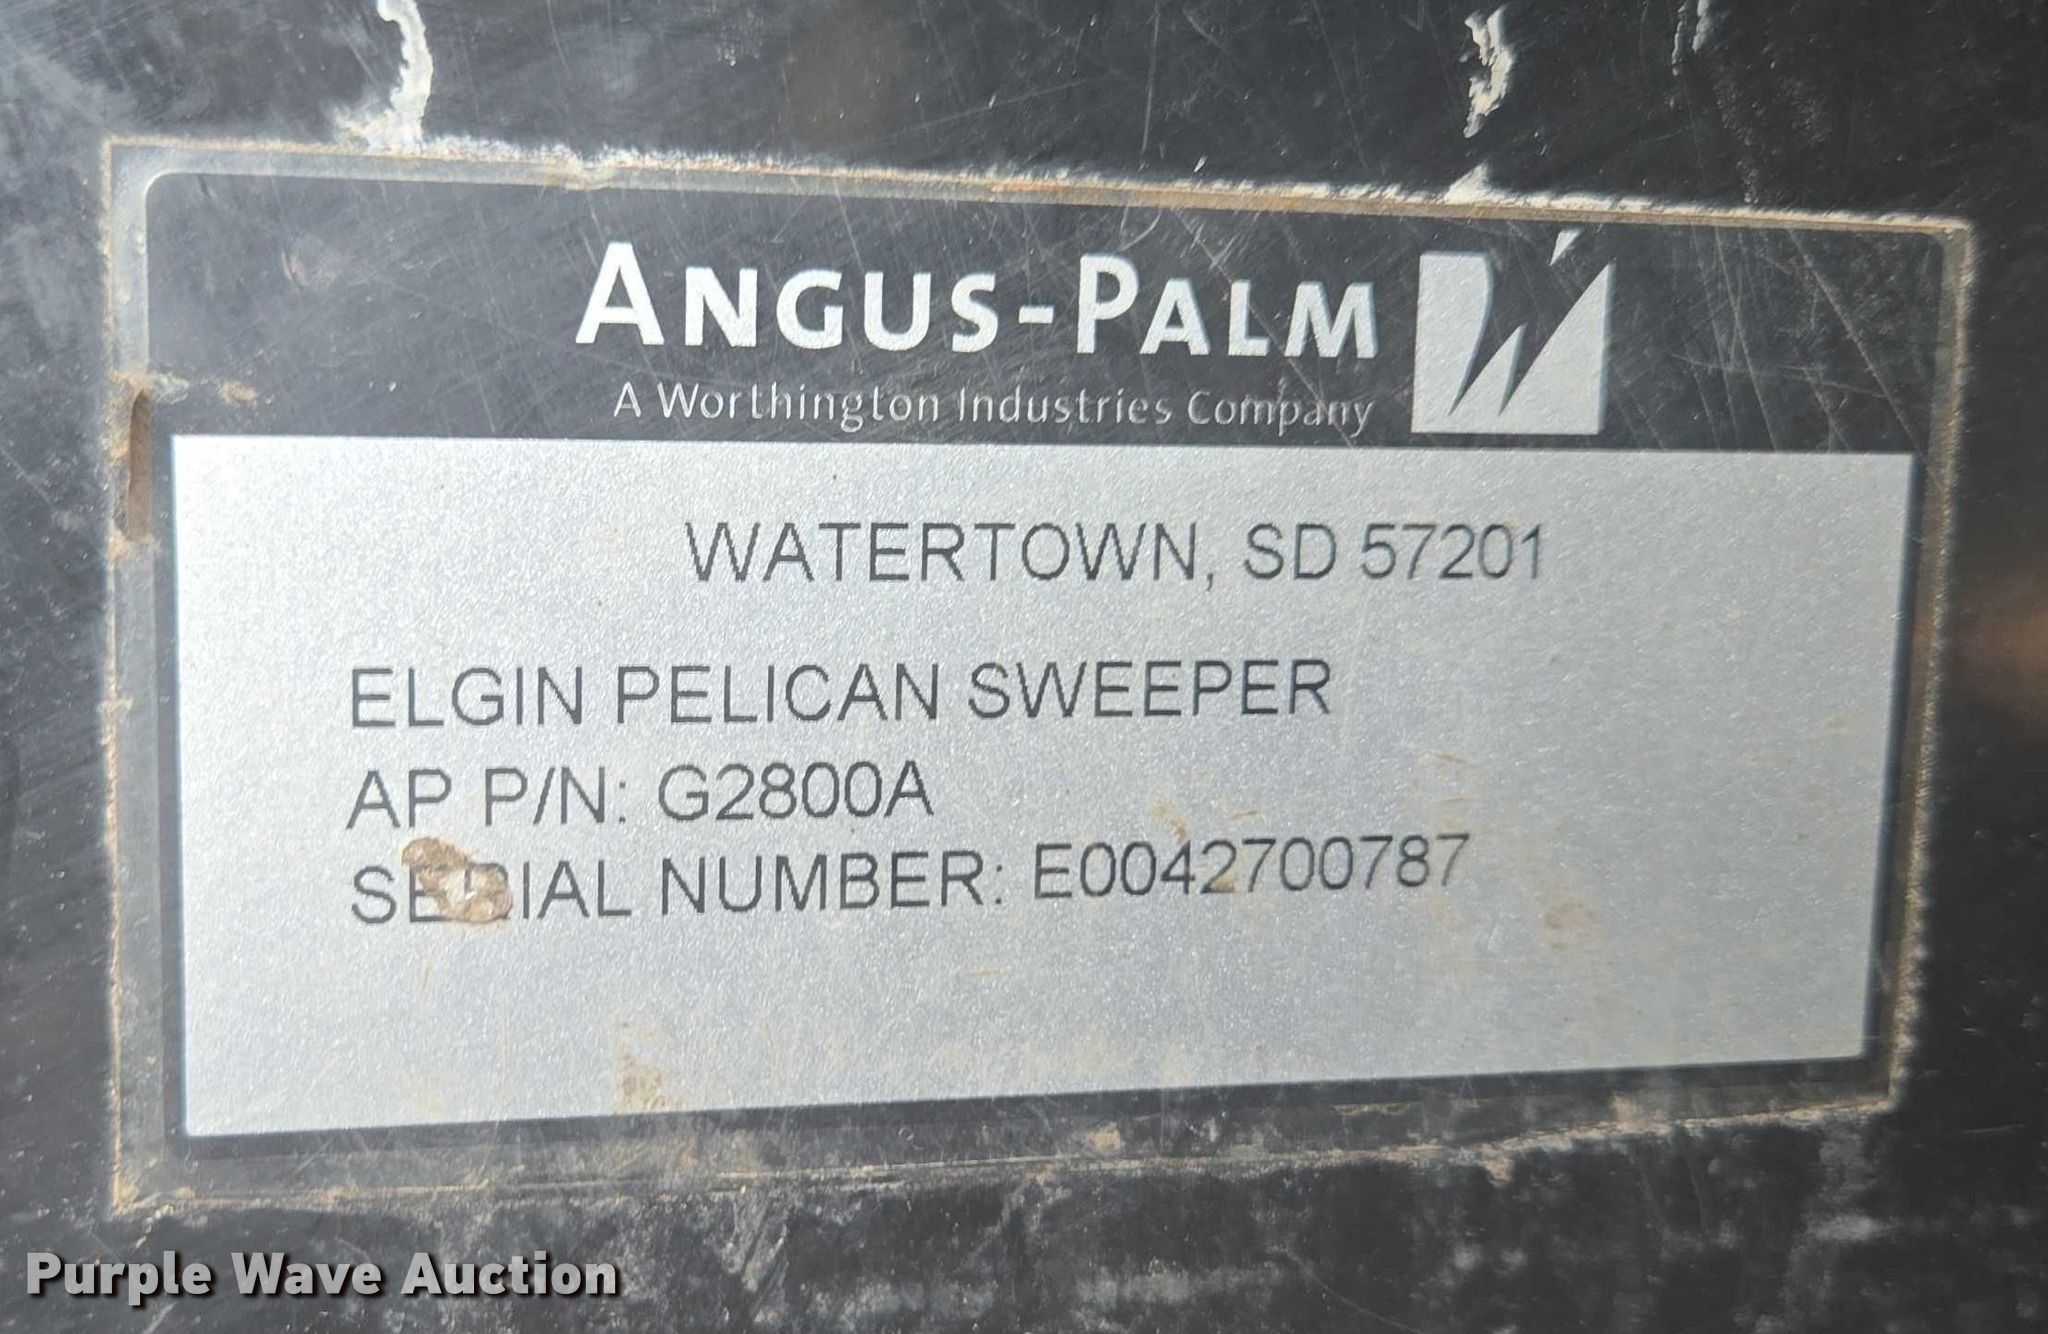 ANGUS-PALM
A Worthington Industries Company
WATERTOWN, SD 57201
ELGIN PELICAN SWEEPER
AP P/N: G2800A
SERIAL NUMBER: E0042700787
Purple Wave Auction